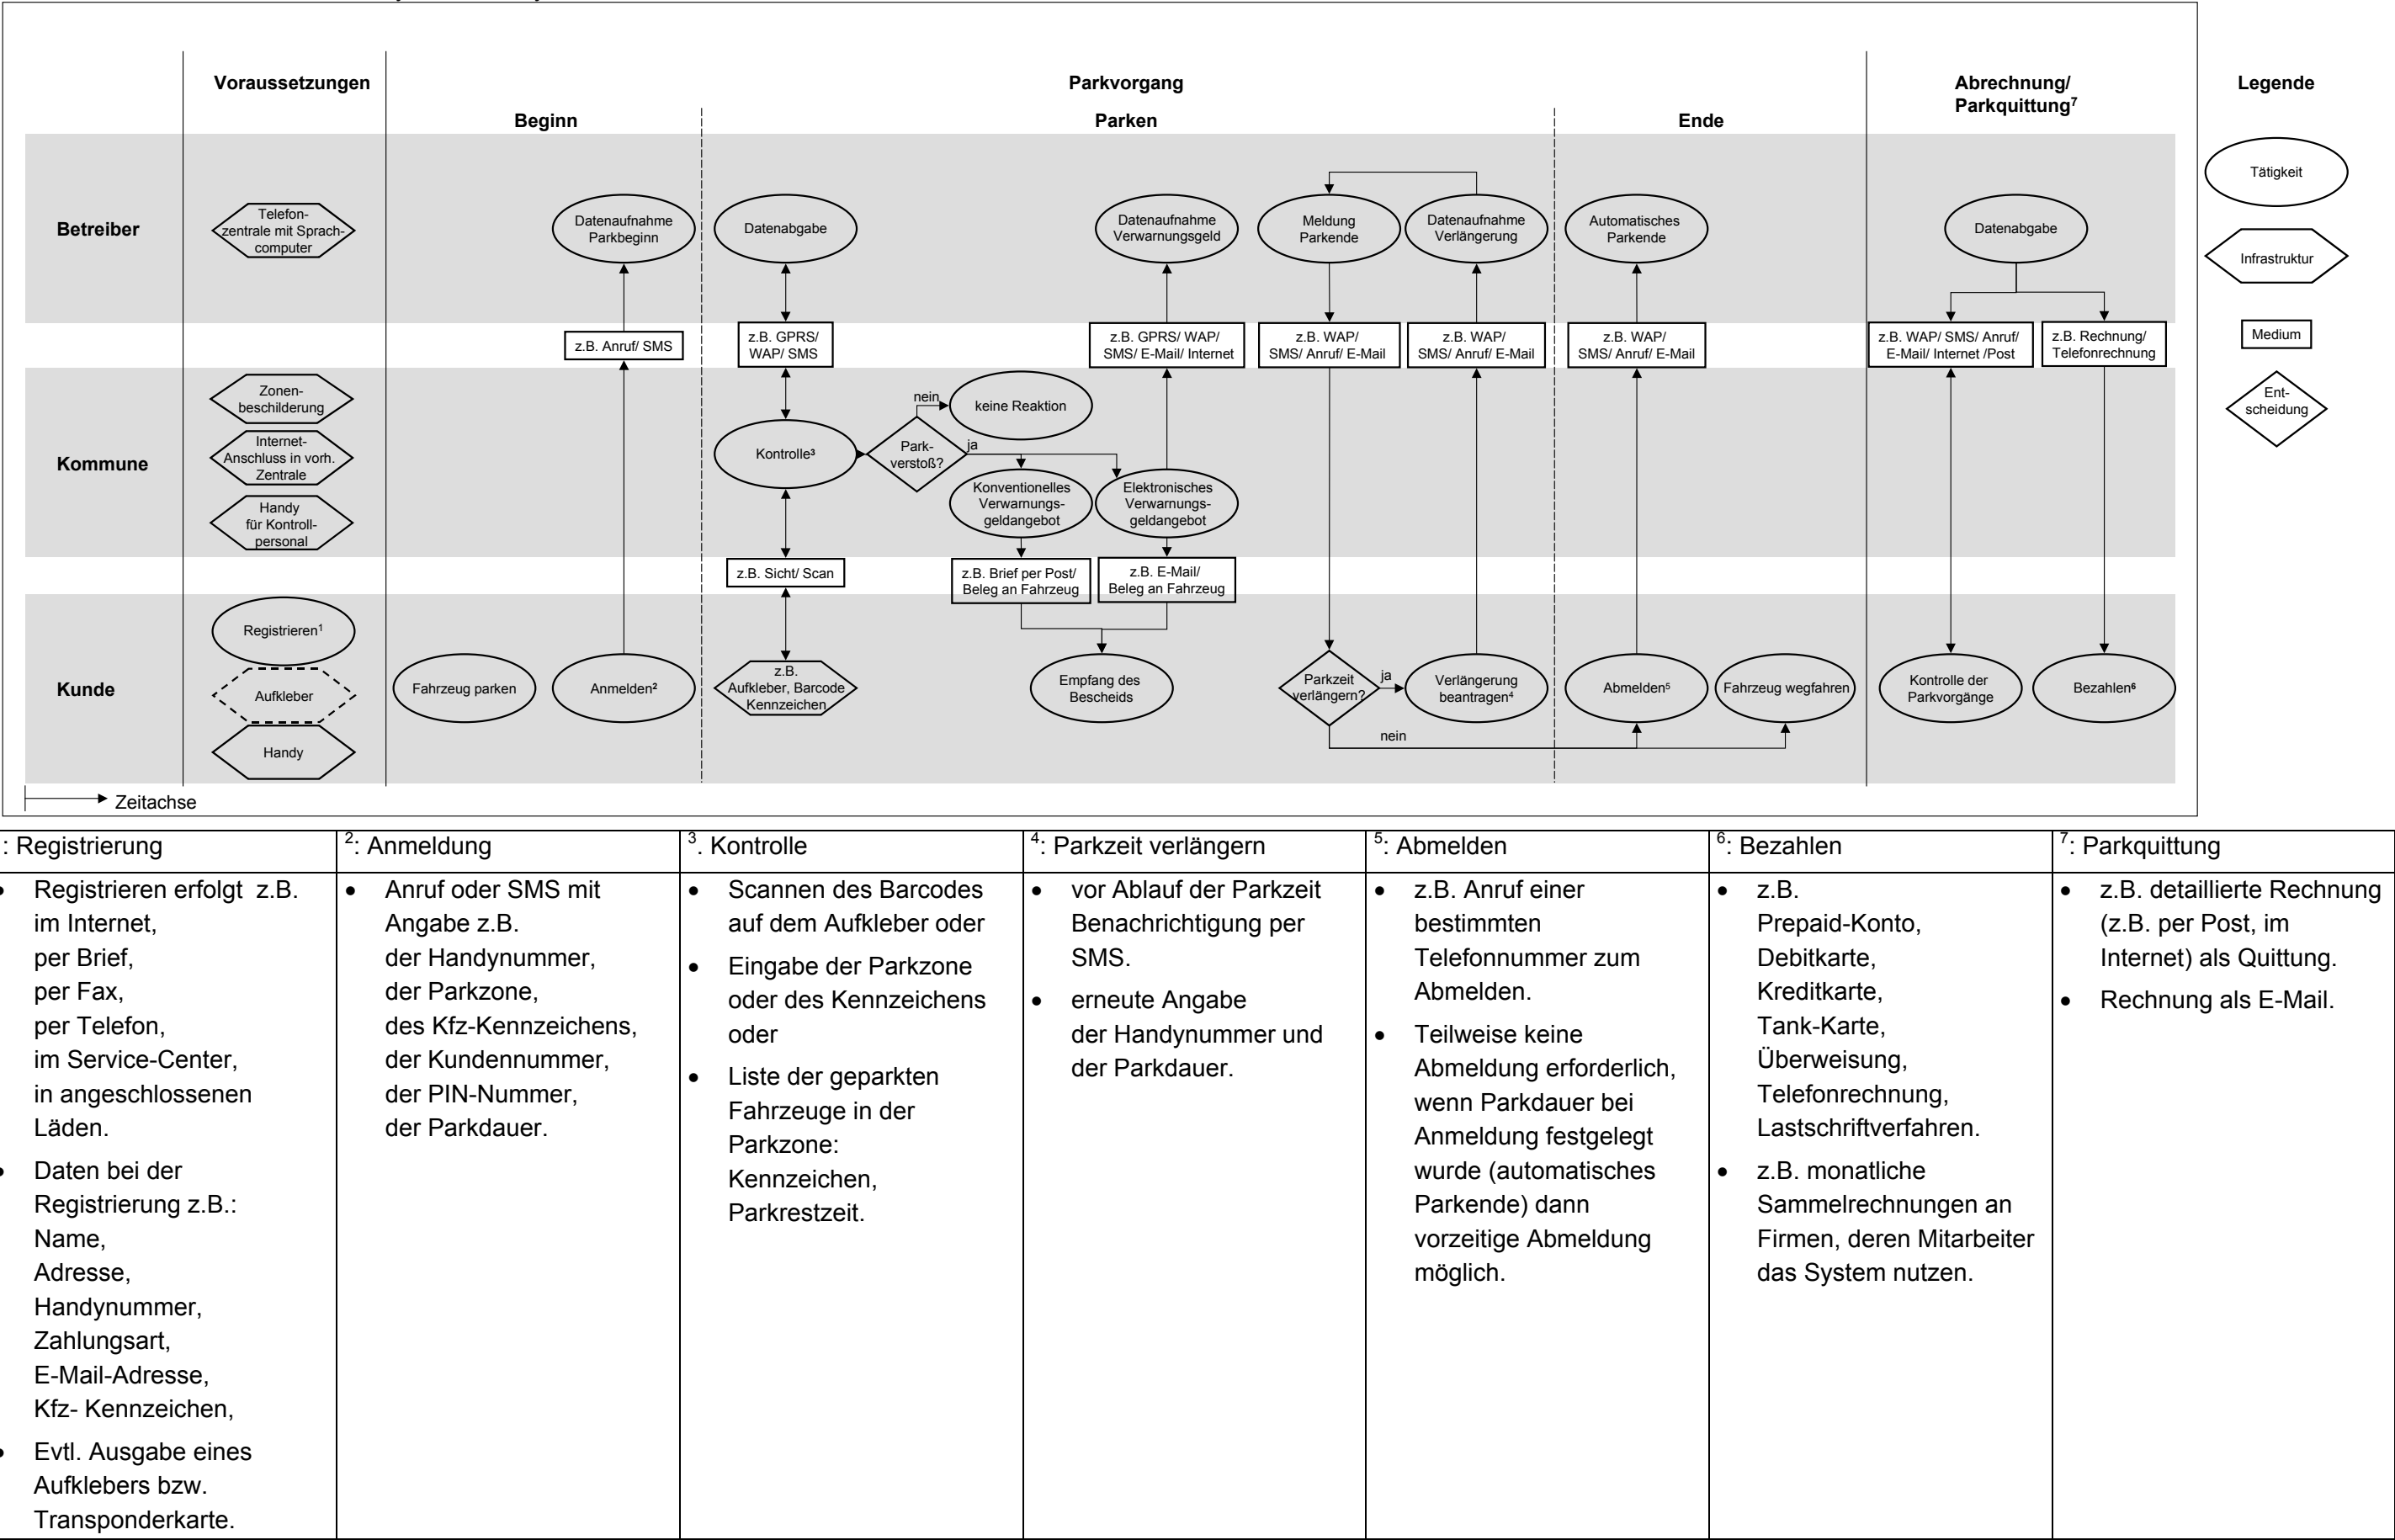 Voraussetzungen
Parkvorgang
Abrechnung/
Parkquittung⁷
Legende
Beginn
Parken
Ende
Betreiber
Telefon-
zentrale mit Sprach-
computer
Datenaufnahme
Parkbeginn
Datenabgabe
Datenaufnahme
Verwarnungsgeld
Meldung
Parkende
Datenaufnahme
Verlängerung
Automatisches
Parkende
Datenabgabe
Tätigkeit
Infrastruktur
Medium
Ent-
scheidung
z.B. Anruf/ SMS
z.B. GPRS/
WAP/ SMS
z.B. GPRS/ WAP/
SMS/ E-Mail/ Internet
z.B. WAP/
SMS/ Anruf/ E-Mail
z.B. WAP/
SMS/ Anruf/ E-Mail
z.B. WAP/
SMS/ Anruf/ E-Mail
z.B. WAP/ SMS/ Anruf/
E-Mail/ Internet /Post
z.B. Rechnung/
Telefonrechnung
Kommune
Zonen-
beschilderung
Internet-
Anschluss in vorh.
Zentrale
Handy
für Kontroll-
personal
Kontrolle³
Park-
verstoß?
nein
keine Reaktion
ja
Konventionelles
Verwarnungs-
geldangebot
Elektronisches
Verwarnungs-
geldangebot
z.B. Sicht/ Scan
z.B. Brief per Post/
Beleg an Fahrzeug
z.B. E-Mail/
Beleg an Fahrzeug
Kunde
Registrieren¹
Aufkleber
Handy
Fahrzeug parken
Anmelden²
z.B.
Aufkleber, Barcode
Kennzeichen
Empfang des
Bescheids
Parkzeit
verlängern?
ja
nein
Verlängerung
beantragen⁴
Abmelden⁵
Fahrzeug wegfahren
Kontrolle der
Parkvorgänge
Bezahlen⁶
Zeitachse
: Registrierung
• Registrieren erfolgt z.B.
im Internet,
per Brief,
per Fax,
per Telefon,
im Service-Center,
in angeschlossenen
Läden.
• Daten bei der
Registrierung z.B.:
Name,
Adresse,
Handynummer,
Zahlungsart,
E-Mail-Adresse,
Kfz- Kennzeichen,
• Evtl. Ausgabe eines
Aufklebers bzw.
Transponderkarte.
²: Anmeldung
• Anruf oder SMS mit
Angabe z.B.
der Handynummer,
der Parkzone,
des Kfz-Kennzeichens,
der Kundennummer,
der PIN-Nummer,
der Parkdauer.
³. Kontrolle
• Scannen des Barcodes
auf dem Aufkleber oder
• Eingabe der Parkzone
oder des Kennzeichens
oder
• Liste der geparkten
Fahrzeuge in der
Parkzone:
Kennzeichen,
Parkrestzeit.
⁴: Parkzeit verlängern
• vor Ablauf der Parkzeit
Benachrichtigung per
SMS.
• erneute Angabe
der Handynummer und
der Parkdauer.
⁵: Abmelden
• z.B. Anruf einer
bestimmten
Telefonnummer zum
Abmelden.
• Teilweise keine
Abmeldung erforderlich,
wenn Parkdauer bei
Anmeldung festgelegt
wurde (automatisches
Parkende) dann
vorzeitige Abmeldung
möglich.
⁶: Bezahlen
• z.B.
Prepaid-Konto,
Debitkarte,
Kreditkarte,
Tank-Karte,
Überweisung,
Telefonrechnung,
Lastschriftverfahren.
• z.B. monatliche
Sammelrechnungen an
Firmen, deren Mitarbeiter
das System nutzen.
⁷: Parkquittung
• z.B. detaillierte Rechnung
(z.B. per Post, im
Internet) als Quittung.
• Rechnung als E-Mail.